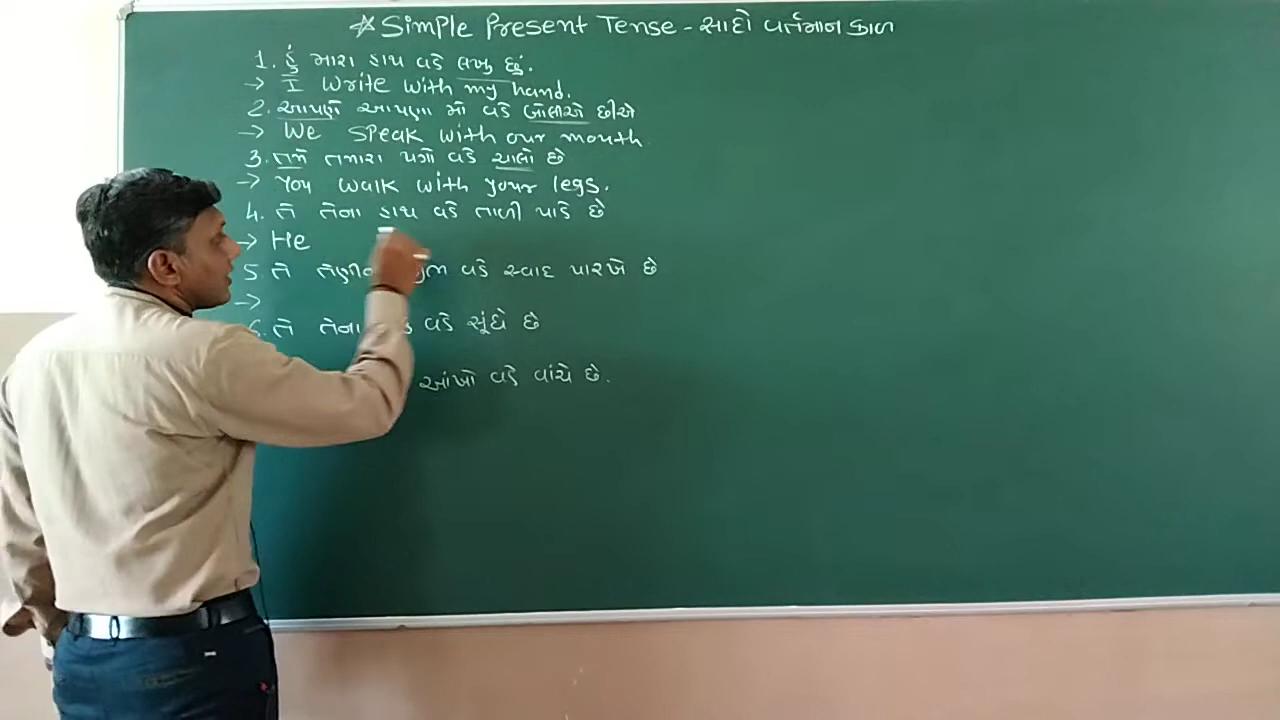 ☆ Simple Present Tense - સાદો વર્તમાન કાળ
1. હું મારા હાથ વડે લખુ છું.
→ I write with my hand.
2. આપણે આપણા મોં વડે બોલીએ છીએ
→ We speak with our mouth.
3. તમે તમારા પગો વડે ચાલો છો
→ You walk with your legs.
4. તે તેના હાથ વડે તાળી પાડે છે
→ He
5. તે તેણીન વડે સ્વાદ પારખે છે
→
6. તે તેના વડે સૂંઘે છે
આંખો વડે વાંચે છે.